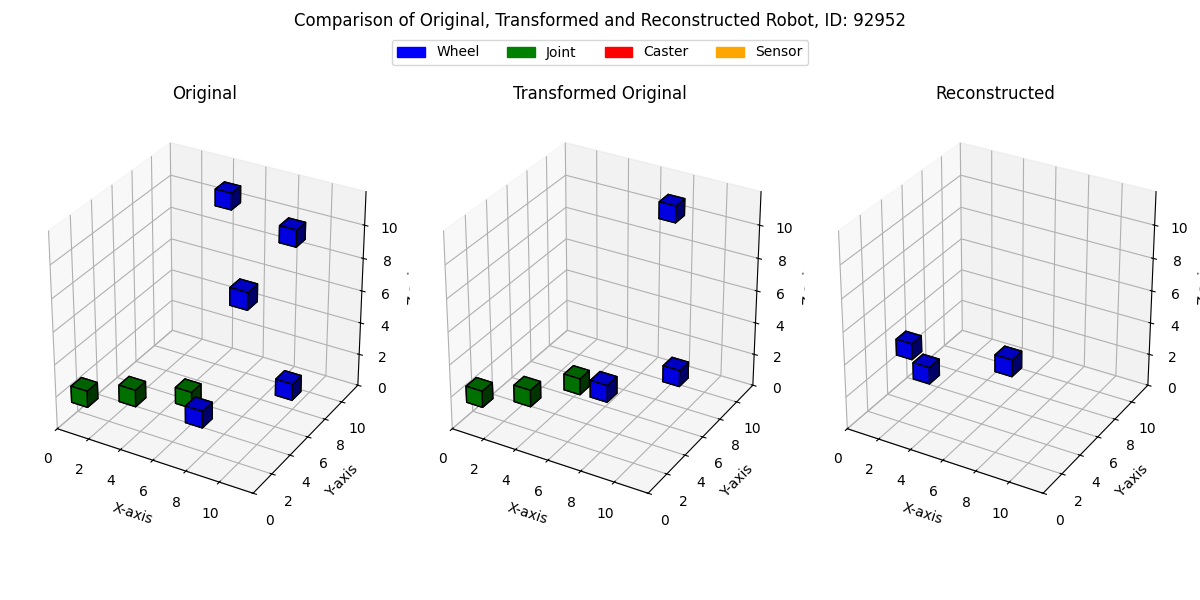 Comparison of Original, Transformed and Reconstructed Robot, ID: 92952
Wheel Joint Caster Sensor
Original Transformed Original Reconstructed
10 10 10
8 8 8
6 6 6
4 4 4
2 2 2
0 0 0
0 2 4 6 8 10 0 2 4 6 8 10 0 2 4 6 8 10
0 2 4 6 8 10 0 2 4 6 8 10 0 2 4 6 8 10
X-axis Y-axis X-axis Y-axis X-axis Y-axis